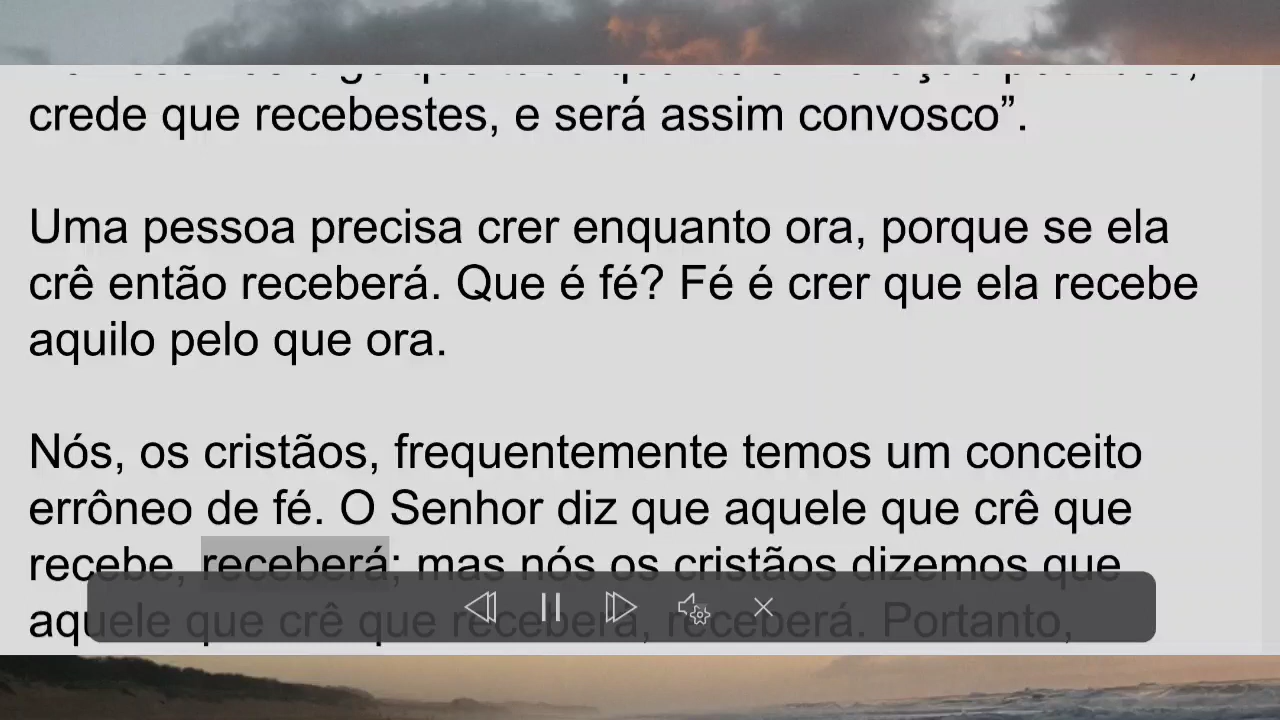 crede que recebestes, e será assim convosco”.
Uma pessoa precisa crer enquanto ora, porque se ela
crê então receberá. Que é fé? Fé é crer que ela recebe
aquilo pelo que ora.
Nós, os cristãos, frequentemente temos um conceito
errôneo de fé. O Senhor diz que aquele que crê que
recebe, receberá; mas nós os cristãos dizemos que
aquele que crê que receberá, receberá. Portanto,